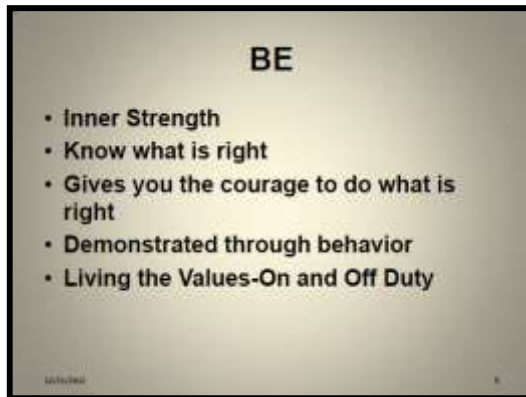 BE
• Inner Strength
• Know what is right
• Gives you the courage to do what is
right
• Demonstrated through behavior
• Living the Values-On and Off Duty